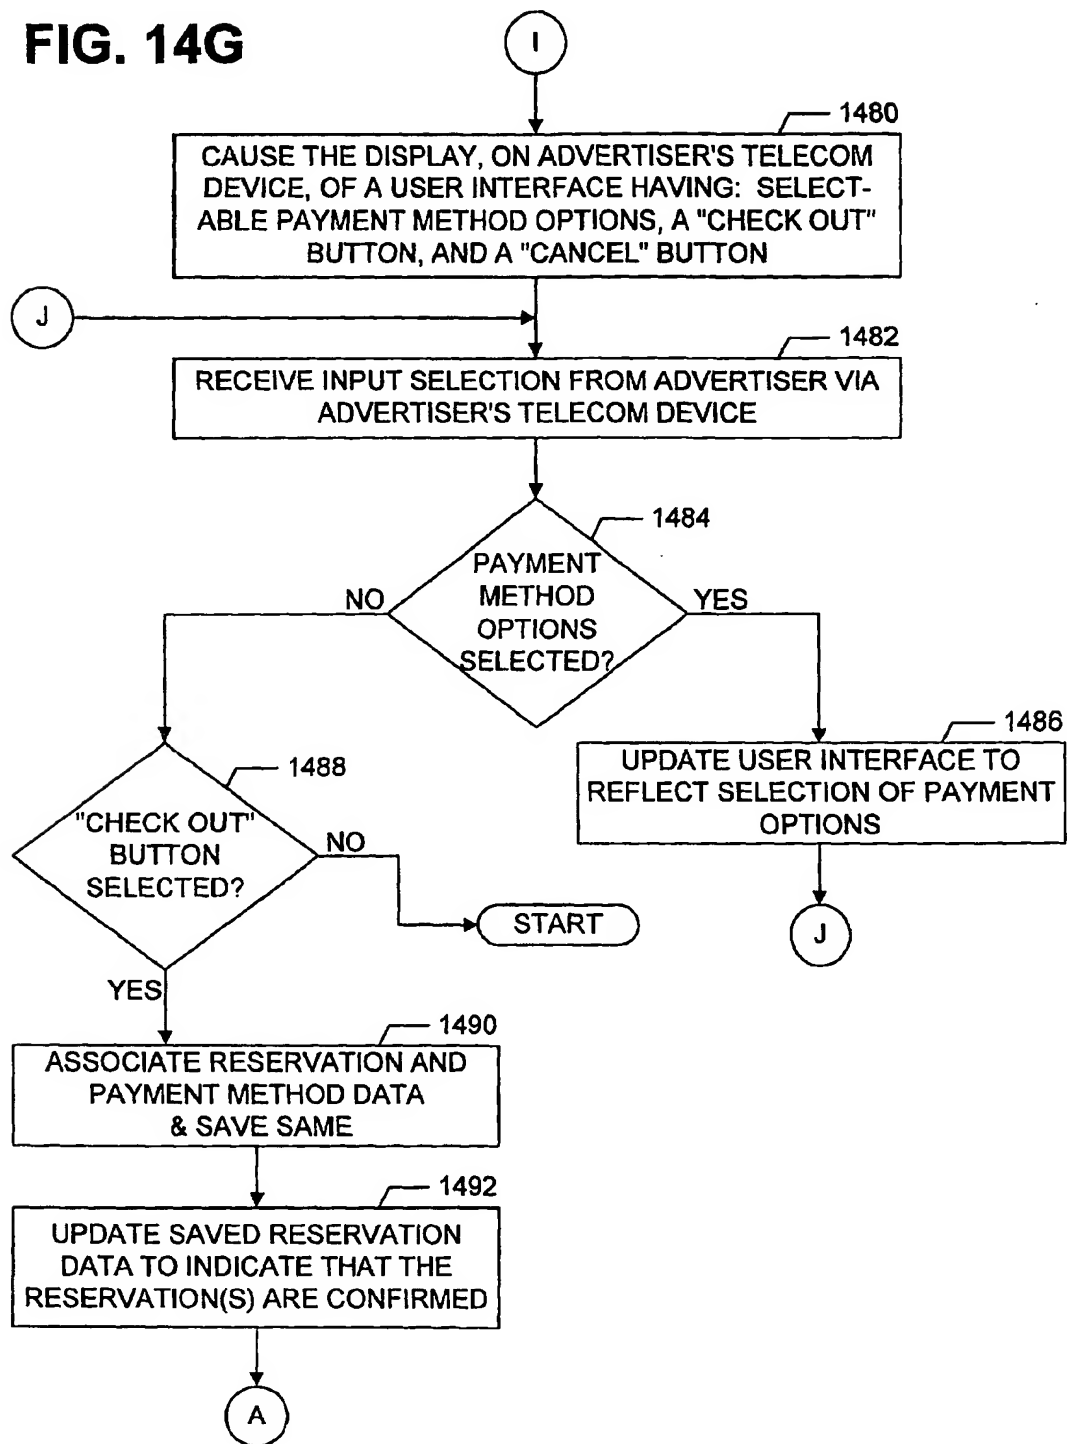 FIG. 14G
I
1480
CAUSE THE DISPLAY, ON ADVERTISER'S TELECOM
DEVICE, OF A USER INTERFACE HAVING: SELECT-
ABLE PAYMENT METHOD OPTIONS, A "CHECK OUT"
BUTTON, AND A "CANCEL" BUTTON
J
1482
RECEIVE INPUT SELECTION FROM ADVERTISER VIA
ADVERTISER'S TELECOM DEVICE
1484
PAYMENT
METHOD
OPTIONS
SELECTED?
NO
YES
1486
UPDATE USER INTERFACE TO
REFLECT SELECTION OF PAYMENT
OPTIONS
J
1488
"CHECK OUT"
BUTTON
SELECTED?
NO
START
YES
1490
ASSOCIATE RESERVATION AND
PAYMENT METHOD DATA
& SAVE SAME
1492
UPDATE SAVED RESERVATION
DATA TO INDICATE THAT THE
RESERVATION(S) ARE CONFIRMED
A